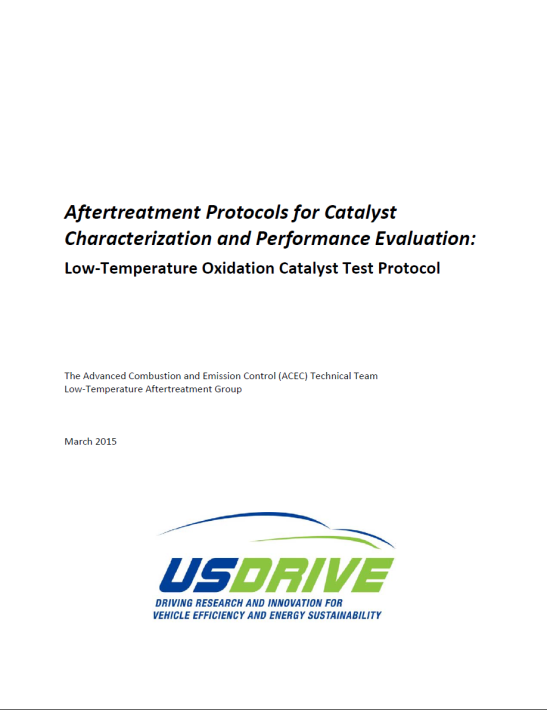 Aftertreatment Protocols for Catalyst
Characterization and Performance Evaluation:
Low-Temperature Oxidation Catalyst Test Protocol
The Advanced Combustion and Emission Control (ACEC) Technical Team
Low-Temperature Aftertreatment Group
March 2015
USDRIVE
DRIVING RESEARCH AND INNOVATION FOR
VEHICLE EFFICIENCY AND ENERGY SUSTAINABILITY